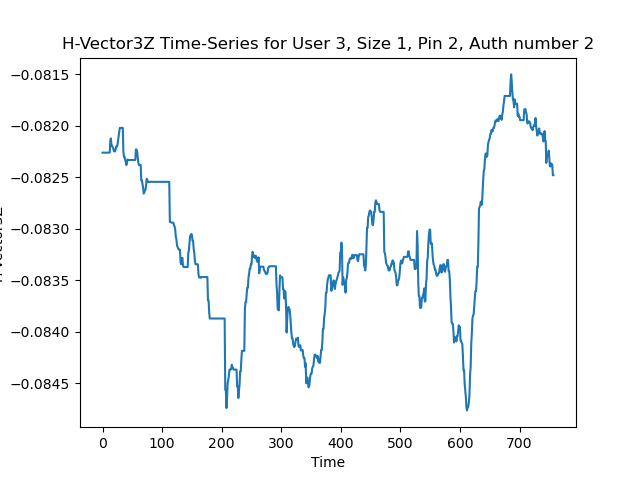 H-Vector3Z Time-Series for User 3, Size 1, Pin 2, Auth number 2
−0.0815
−0.0820
−0.0825
−0.0830
−0.0835
−0.0840
−0.0845
0 100 200 300 400 500 600 700
Time